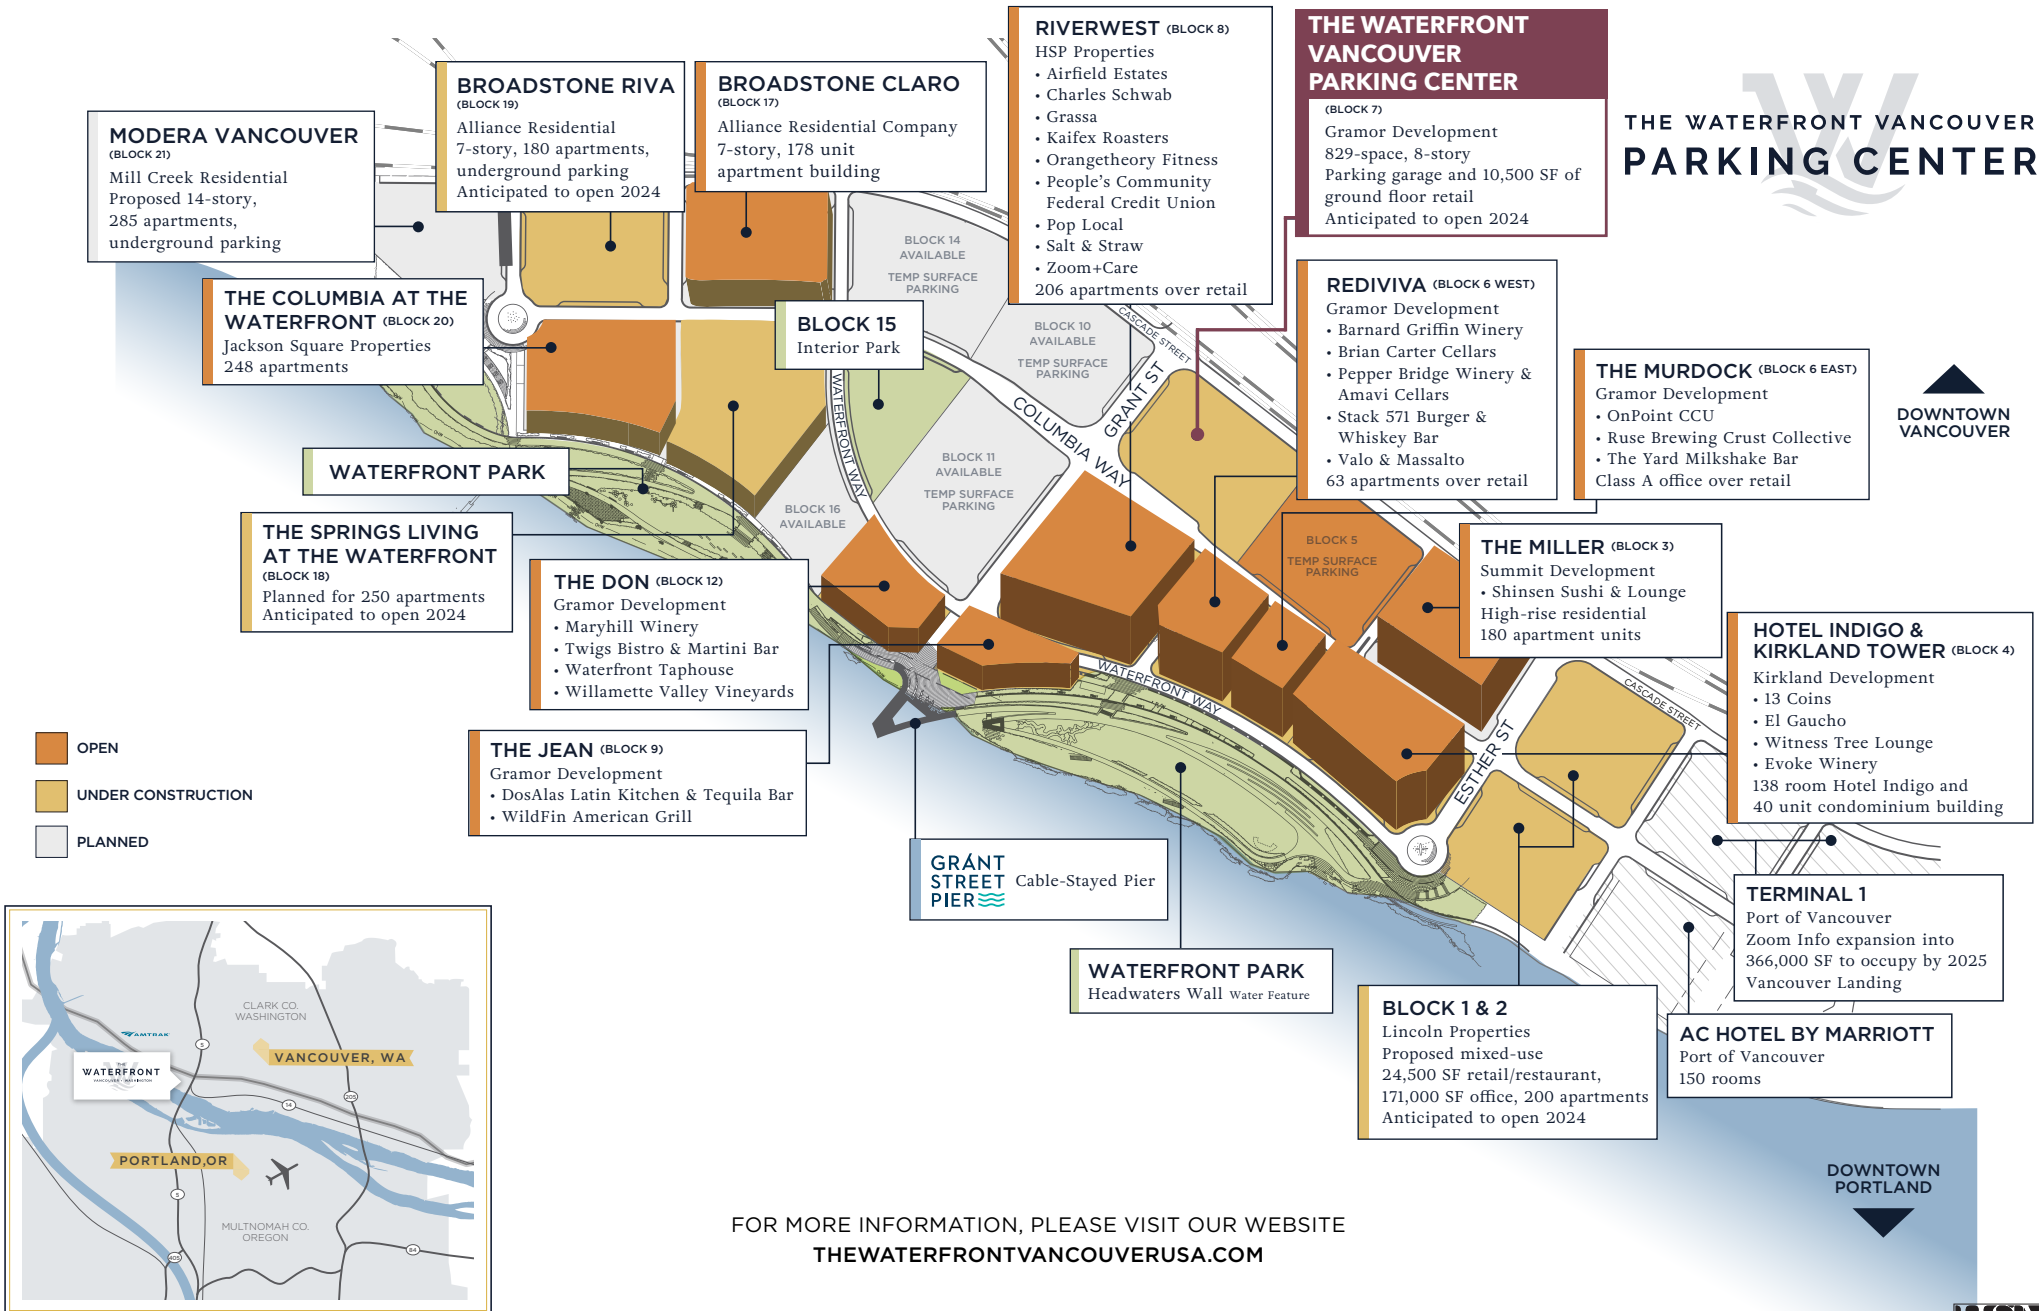 THE WATERFRONT VANCOUVER
PARKING CENTER
MODERA VANCOUVER
(BLOCK 21)
Mill Creek Residential
Proposed 14-story,
285 apartments,
underground parking
BROADSTONE RIVA
(BLOCK 19)
Alliance Residential
7-story, 180 apartments,
underground parking
Anticipated to open 2024
BROADSTONE CLARO
(BLOCK 17)
Alliance Residential Company
7-story, 178 unit
apartment building
RIVERWEST (BLOCK 8)
HSP Properties
• Airfield Estates
• Charles Schwab
• Grassa
• Kaifex Roasters
• Orangetheory Fitness
• People's Community
Federal Credit Union
• Pop Local
• Salt & Straw
• Zoom+Care
206 apartments over retail
THE WATERFRONT
VANCOUVER
PARKING CENTER
(BLOCK 7)
Gramor Development
829-space, 8-story
Parking garage and 10,500 SF of
ground floor retail
Anticipated to open 2024
THE COLUMBIA AT THE
WATERFRONT (BLOCK 20)
Jackson Square Properties
248 apartments
BLOCK 15
Interior Park
BLOCK 14
AVAILABLE
TEMP SURFACE
PARKING
BLOCK 10
AVAILABLE
TEMP SURFACE
PARKING
BLOCK 11
AVAILABLE
TEMP SURFACE
PARKING
BLOCK 16
AVAILABLE
BLOCK 5
TEMP SURFACE
PARKING
CASCADE STREET
GRANT ST
COLUMBIA WAY
WATERFRONT WAY
REDIVIVA (BLOCK 6 WEST)
Gramor Development
• Barnard Griffin Winery
• Brian Carter Cellars
• Pepper Bridge Winery &
Amavi Cellars
• Stack 571 Burger &
Whiskey Bar
• Valo & Massalto
63 apartments over retail
THE MURDOCK (BLOCK 6 EAST)
Gramor Development
• OnPoint CCU
• Ruse Brewing Crust Collective
• The Yard Milkshake Bar
Class A office over retail
DOWNTOWN
VANCOUVER
WATERFRONT PARK
THE SPRINGS LIVING
AT THE WATERFRONT
(BLOCK 18)
Planned for 250 apartments
Anticipated to open 2024
THE DON (BLOCK 12)
Gramor Development
• Maryhill Winery
• Twigs Bistro & Martini Bar
• Waterfront Taphouse
• Willamette Valley Vineyards
THE MILLER (BLOCK 3)
Summit Development
• Shinsen Sushi & Lounge
High-rise residential
180 apartment units
HOTEL INDIGO &
KIRKLAND TOWER (BLOCK 4)
Kirkland Development
• 13 Coins
• El Gaucho
• Witness Tree Lounge
• Evoke Winery
138 room Hotel Indigo and
40 unit condominium building
WATERFRONT WAY
CASCADE STREET
ESTHER ST
THE JEAN (BLOCK 9)
Gramor Development
• DosAlas Latin Kitchen & Tequila Bar
• WildFin American Grill
OPEN
UNDER CONSTRUCTION
PLANNED
GRANT
STREET
PIER
Cable-Stayed Pier
WATERFRONT PARK
Headwaters Wall Water Feature
TERMINAL 1
Port of Vancouver
Zoom Info expansion into
366,000 SF to occupy by 2025
Vancouver Landing
BLOCK 1 & 2
Lincoln Properties
Proposed mixed-use
24,500 SF retail/restaurant,
171,000 SF office, 200 apartments
Anticipated to open 2024
AC HOTEL BY MARRIOTT
Port of Vancouver
150 rooms
DOWNTOWN
PORTLAND
CLARK CO.
WASHINGTON
AMTRAK
5
VANCOUVER, WA
THE
WATERFRONT
VANCOUVER • WASHINGTON
14
205
PORTLAND, OR
5
MULTNOMAH CO.
OREGON
405
84
FOR MORE INFORMATION, PLEASE VISIT OUR WEBSITE
THEWATERFRONTVANCOUVERUSA.COM